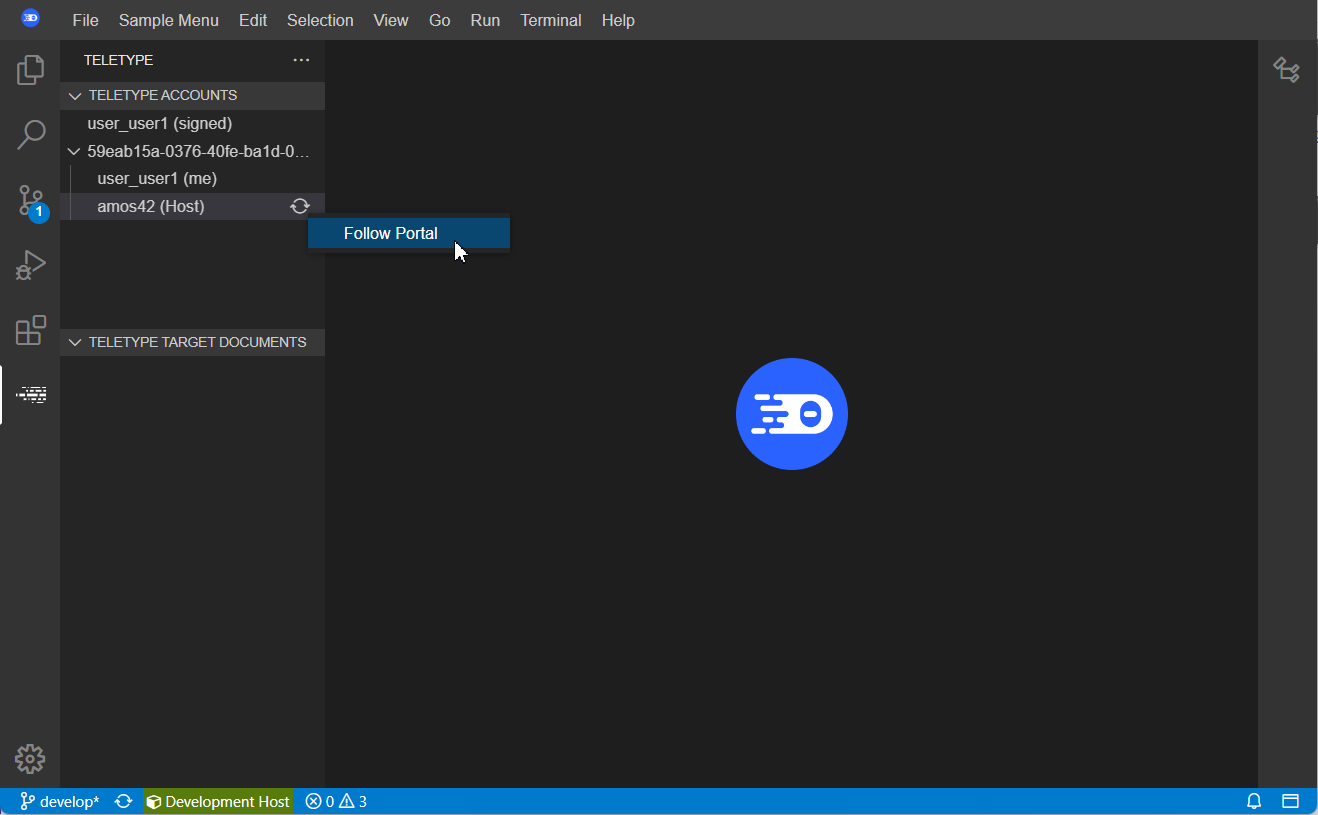 File Sample Menu Edit Selection View Go Run Terminal Help
TELETYPE
TELETYPE ACCOUNTS
user_user1 (signed)
59eab15a-0376-40fe-ba1d-0...
user_user1 (me)
1
amos42 (Host)
Follow Portal
TELETYPE TARGET DOCUMENTS
develop* Development Host 0 3